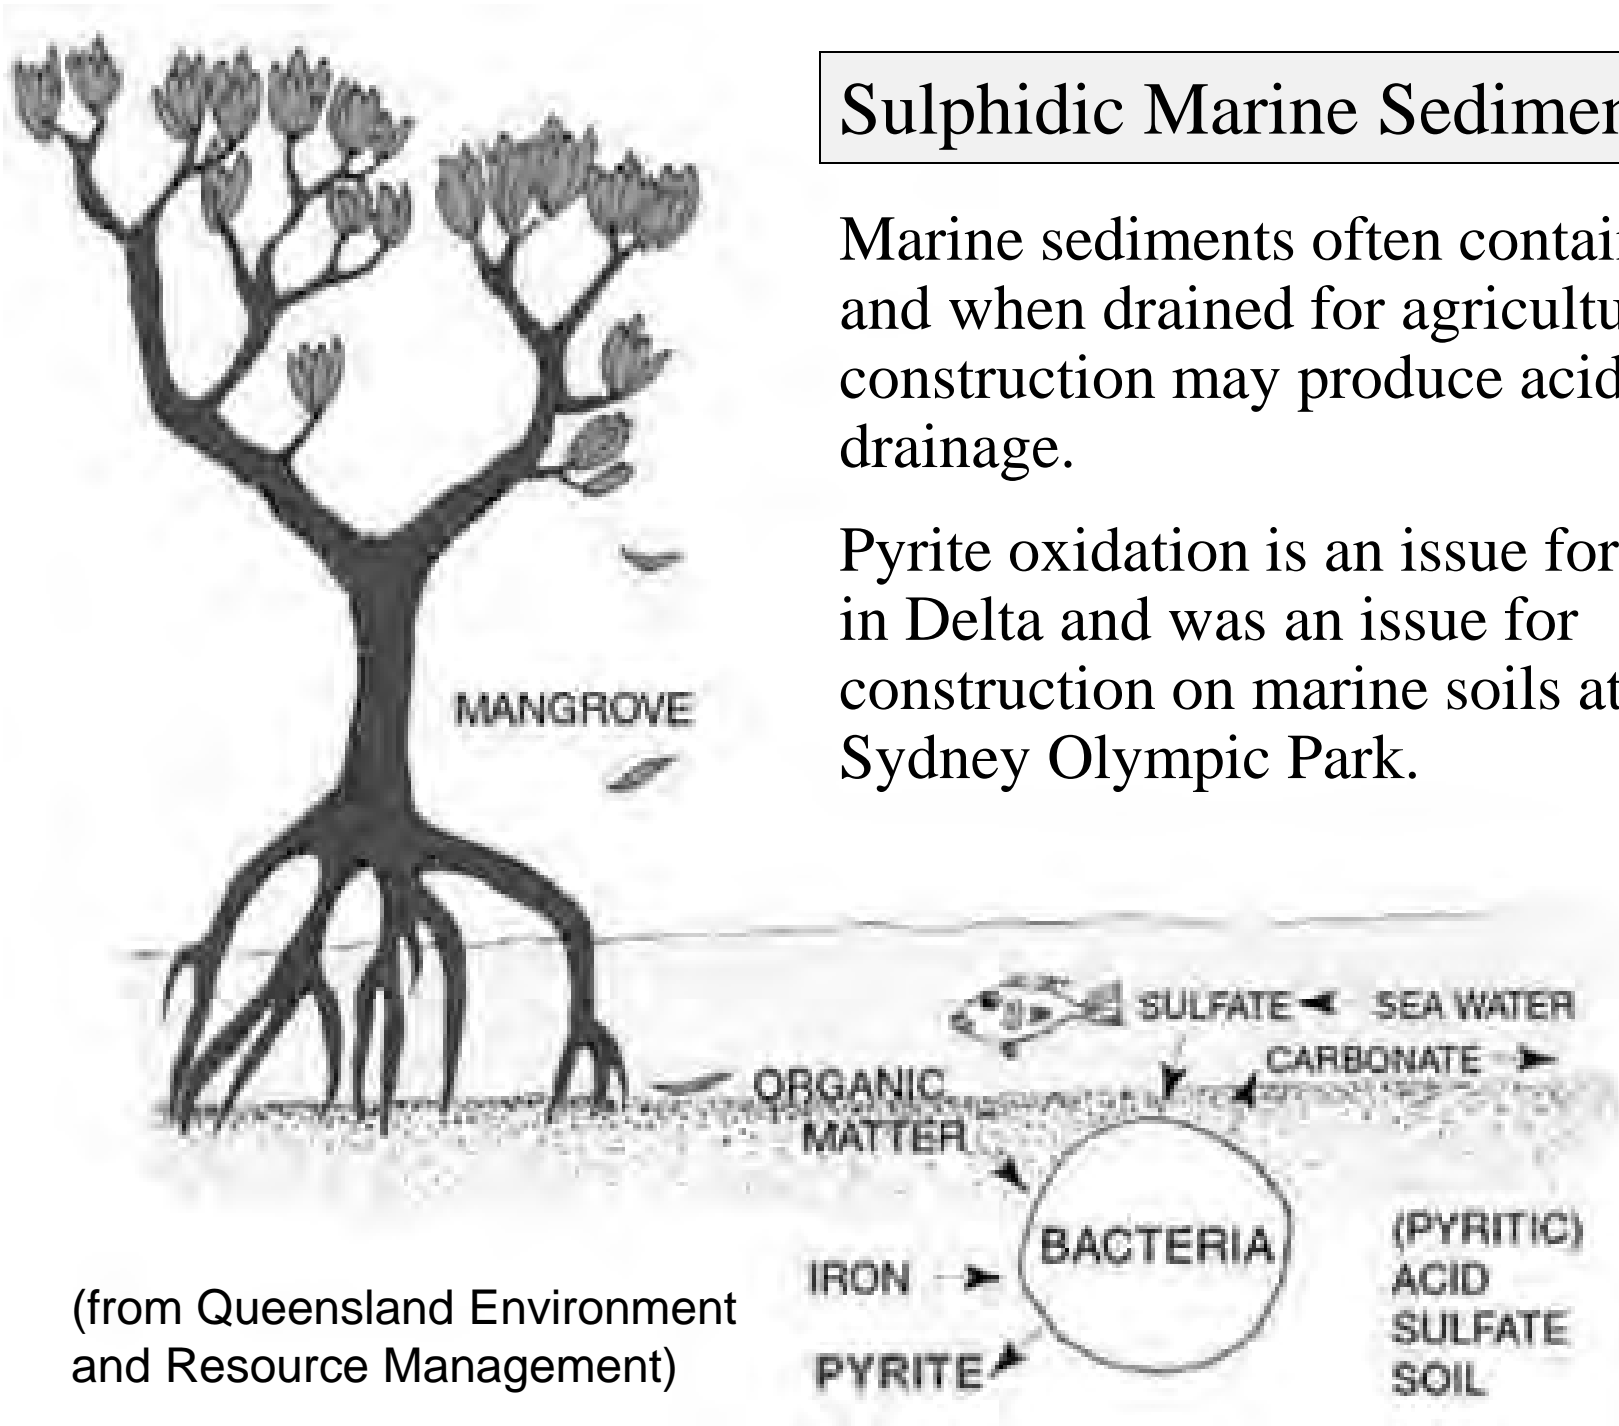 Sulphidic Marine Sedimen
Marine sediments often contai
and when drained for agricultu
construction may produce acid
drainage.
Pyrite oxidation is an issue for
in Delta and was an issue for
construction on marine soils at
Sydney Olympic Park.
MANGROVE
SULFATE SEA WATER
CARBONATE
ORGANIC
MATTER
BACTERIA
IRON
PYRITE
(PYRITIC)
ACID
SULFATE
SOIL
(from Queensland Environment
and Resource Management)